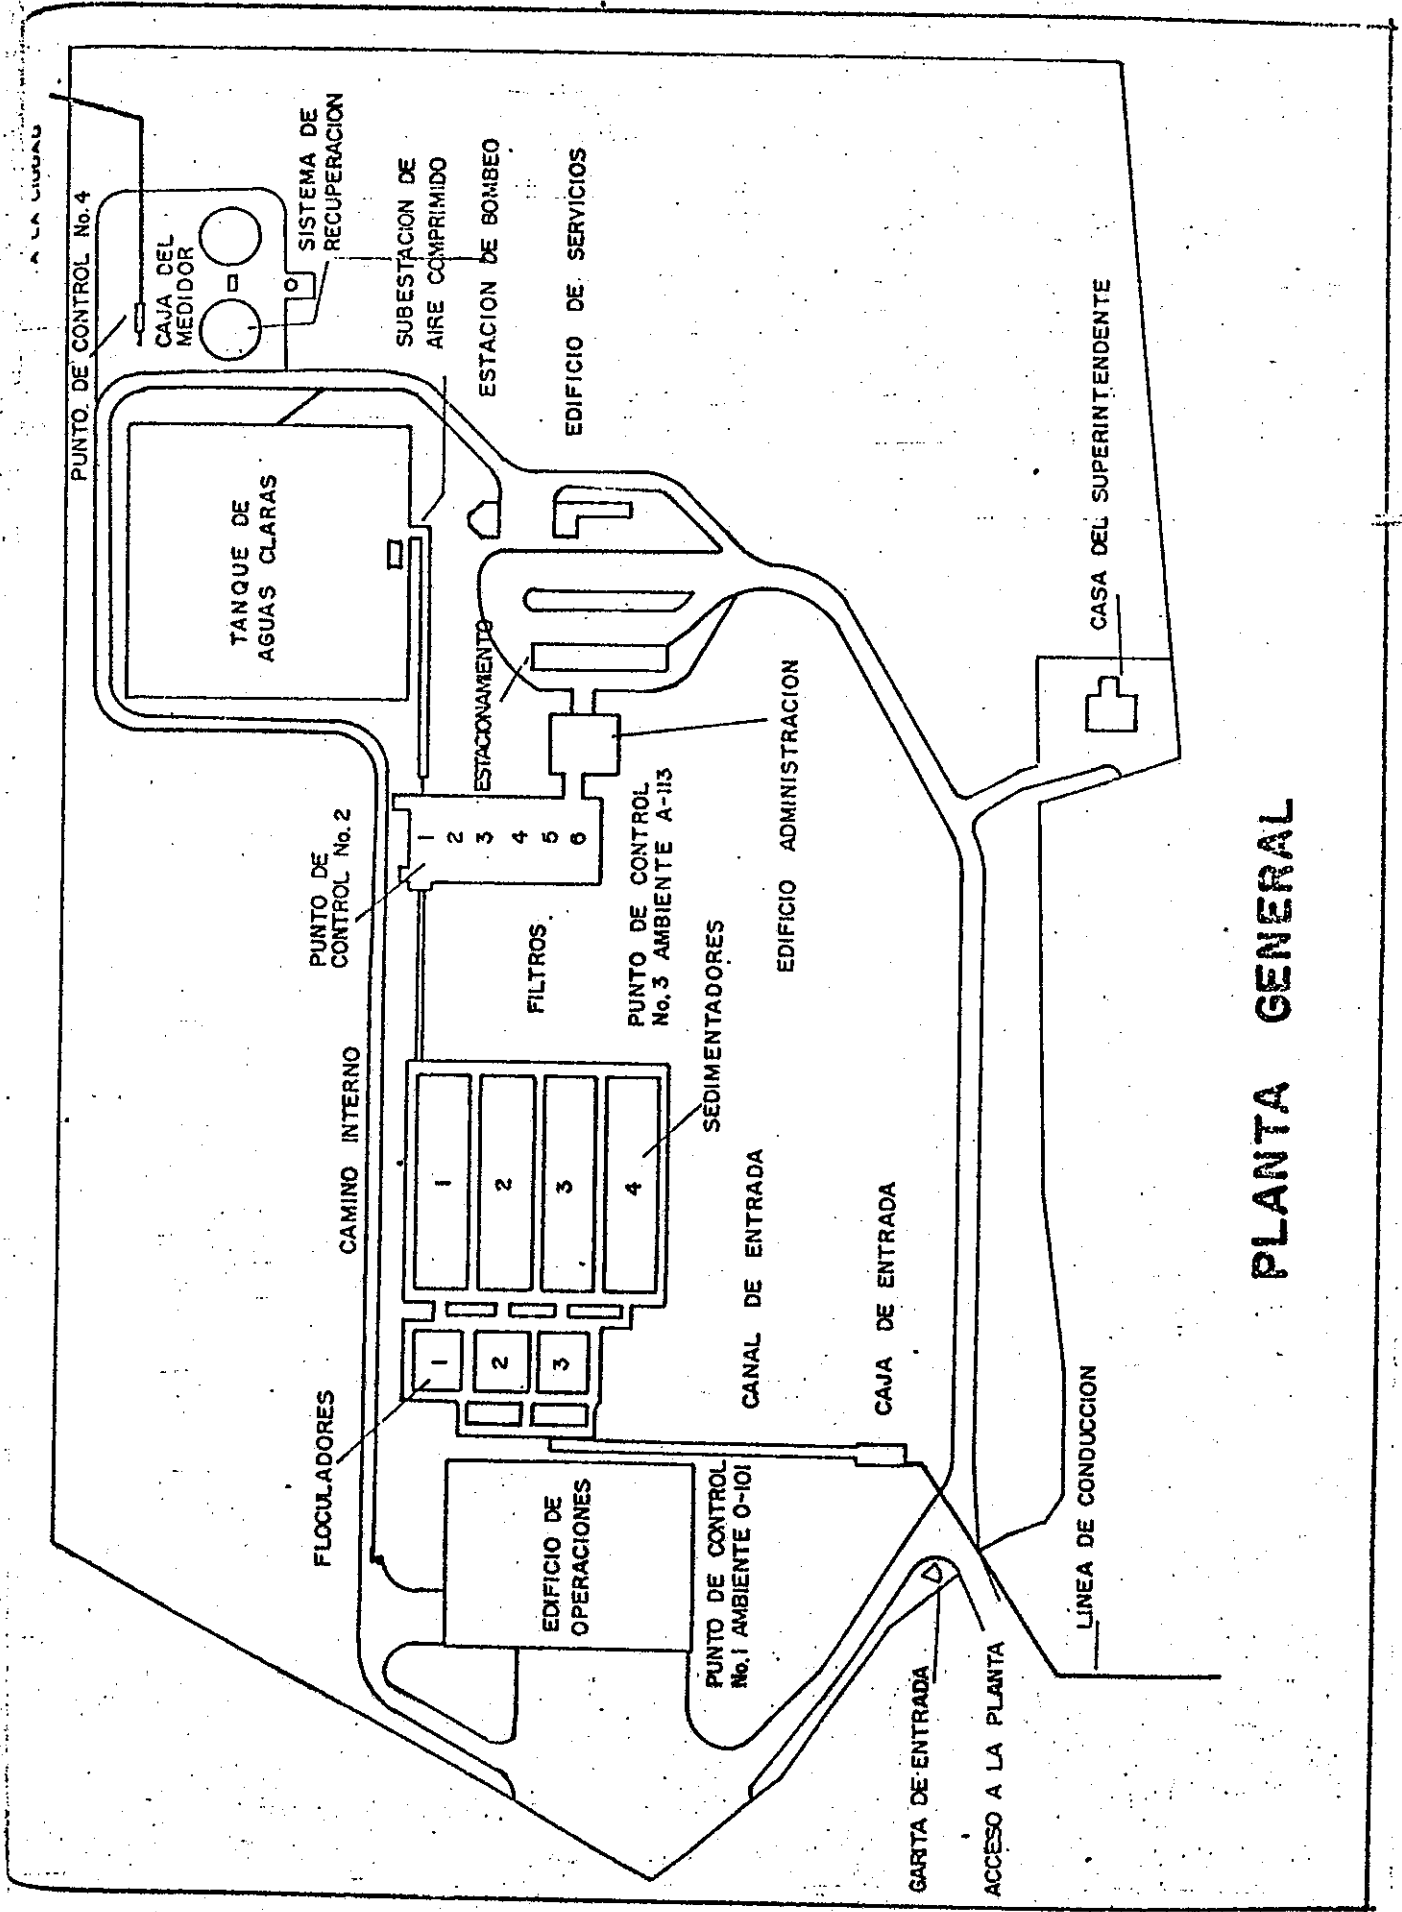 A LA CIUDAD
PUNTO DE CONTROL No.4
CAJA DEL
MEDIDOR
SISTEMA DE
RECUPERACION
SUBESTACION DE
AIRE COMPRIMIDO
ESTACION DE BOMBEO
EDIFICIO DE SERVICIOS
TANQUE DE
AGUAS CLARAS
ESTACIONAMIENTO
CASA DEL SUPERINTENDENTE
EDIFICIO ADMINISTRACION
PUNTO DE
CONTROL No.2
1
2
3
4
5
6
FILTROS
PUNTO DE CONTROL
No.3 AMBIENTE A-113
SEDIMENTADORES
CAMINO INTERNO
1
2
3
4
CANAL DE ENTRADA
CAJA DE ENTRADA
FLOCULADORES
1
2
3
EDIFICIO DE
OPERACIONES
PUNTO DE CONTROL
No.1 AMBIENTE O-101
LINEA DE CONDUCCION
GARITA DE ENTRADA
ACCESO A LA PLANTA
PLANTA GENERAL